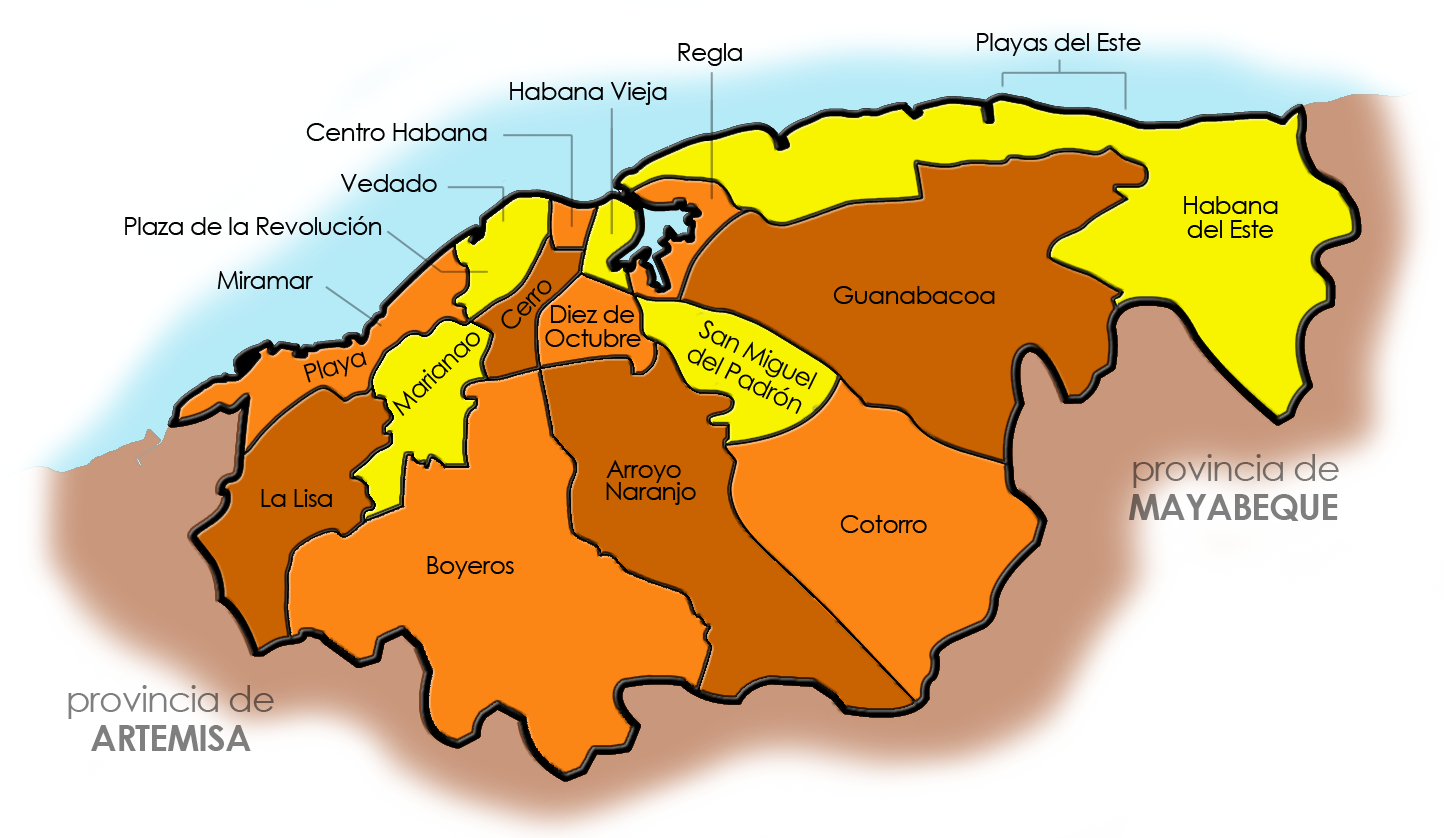 Playas del Este
Regla
Habana Vieja
Centro Habana
Vedado
Plaza de la Revolución
Miramar
Habana
del Este
Guanabacoa
Cerro
Diez de
Octubre
San Miguel
del Padrón
Playa
Marianao
La Lisa
Arroyo
Naranjo
Cotorro
Boyeros
provincia de
MAYABEQUE
provincia de
ARTEMISA